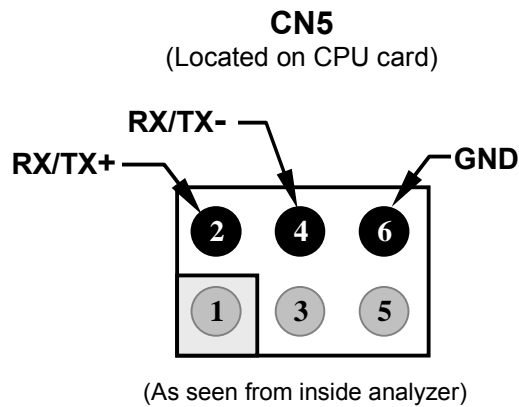 CN5
(Located on CPU card)
RX/TX-
RX/TX+
GND
2 4 6
1 3 5
(As seen from inside analyzer)